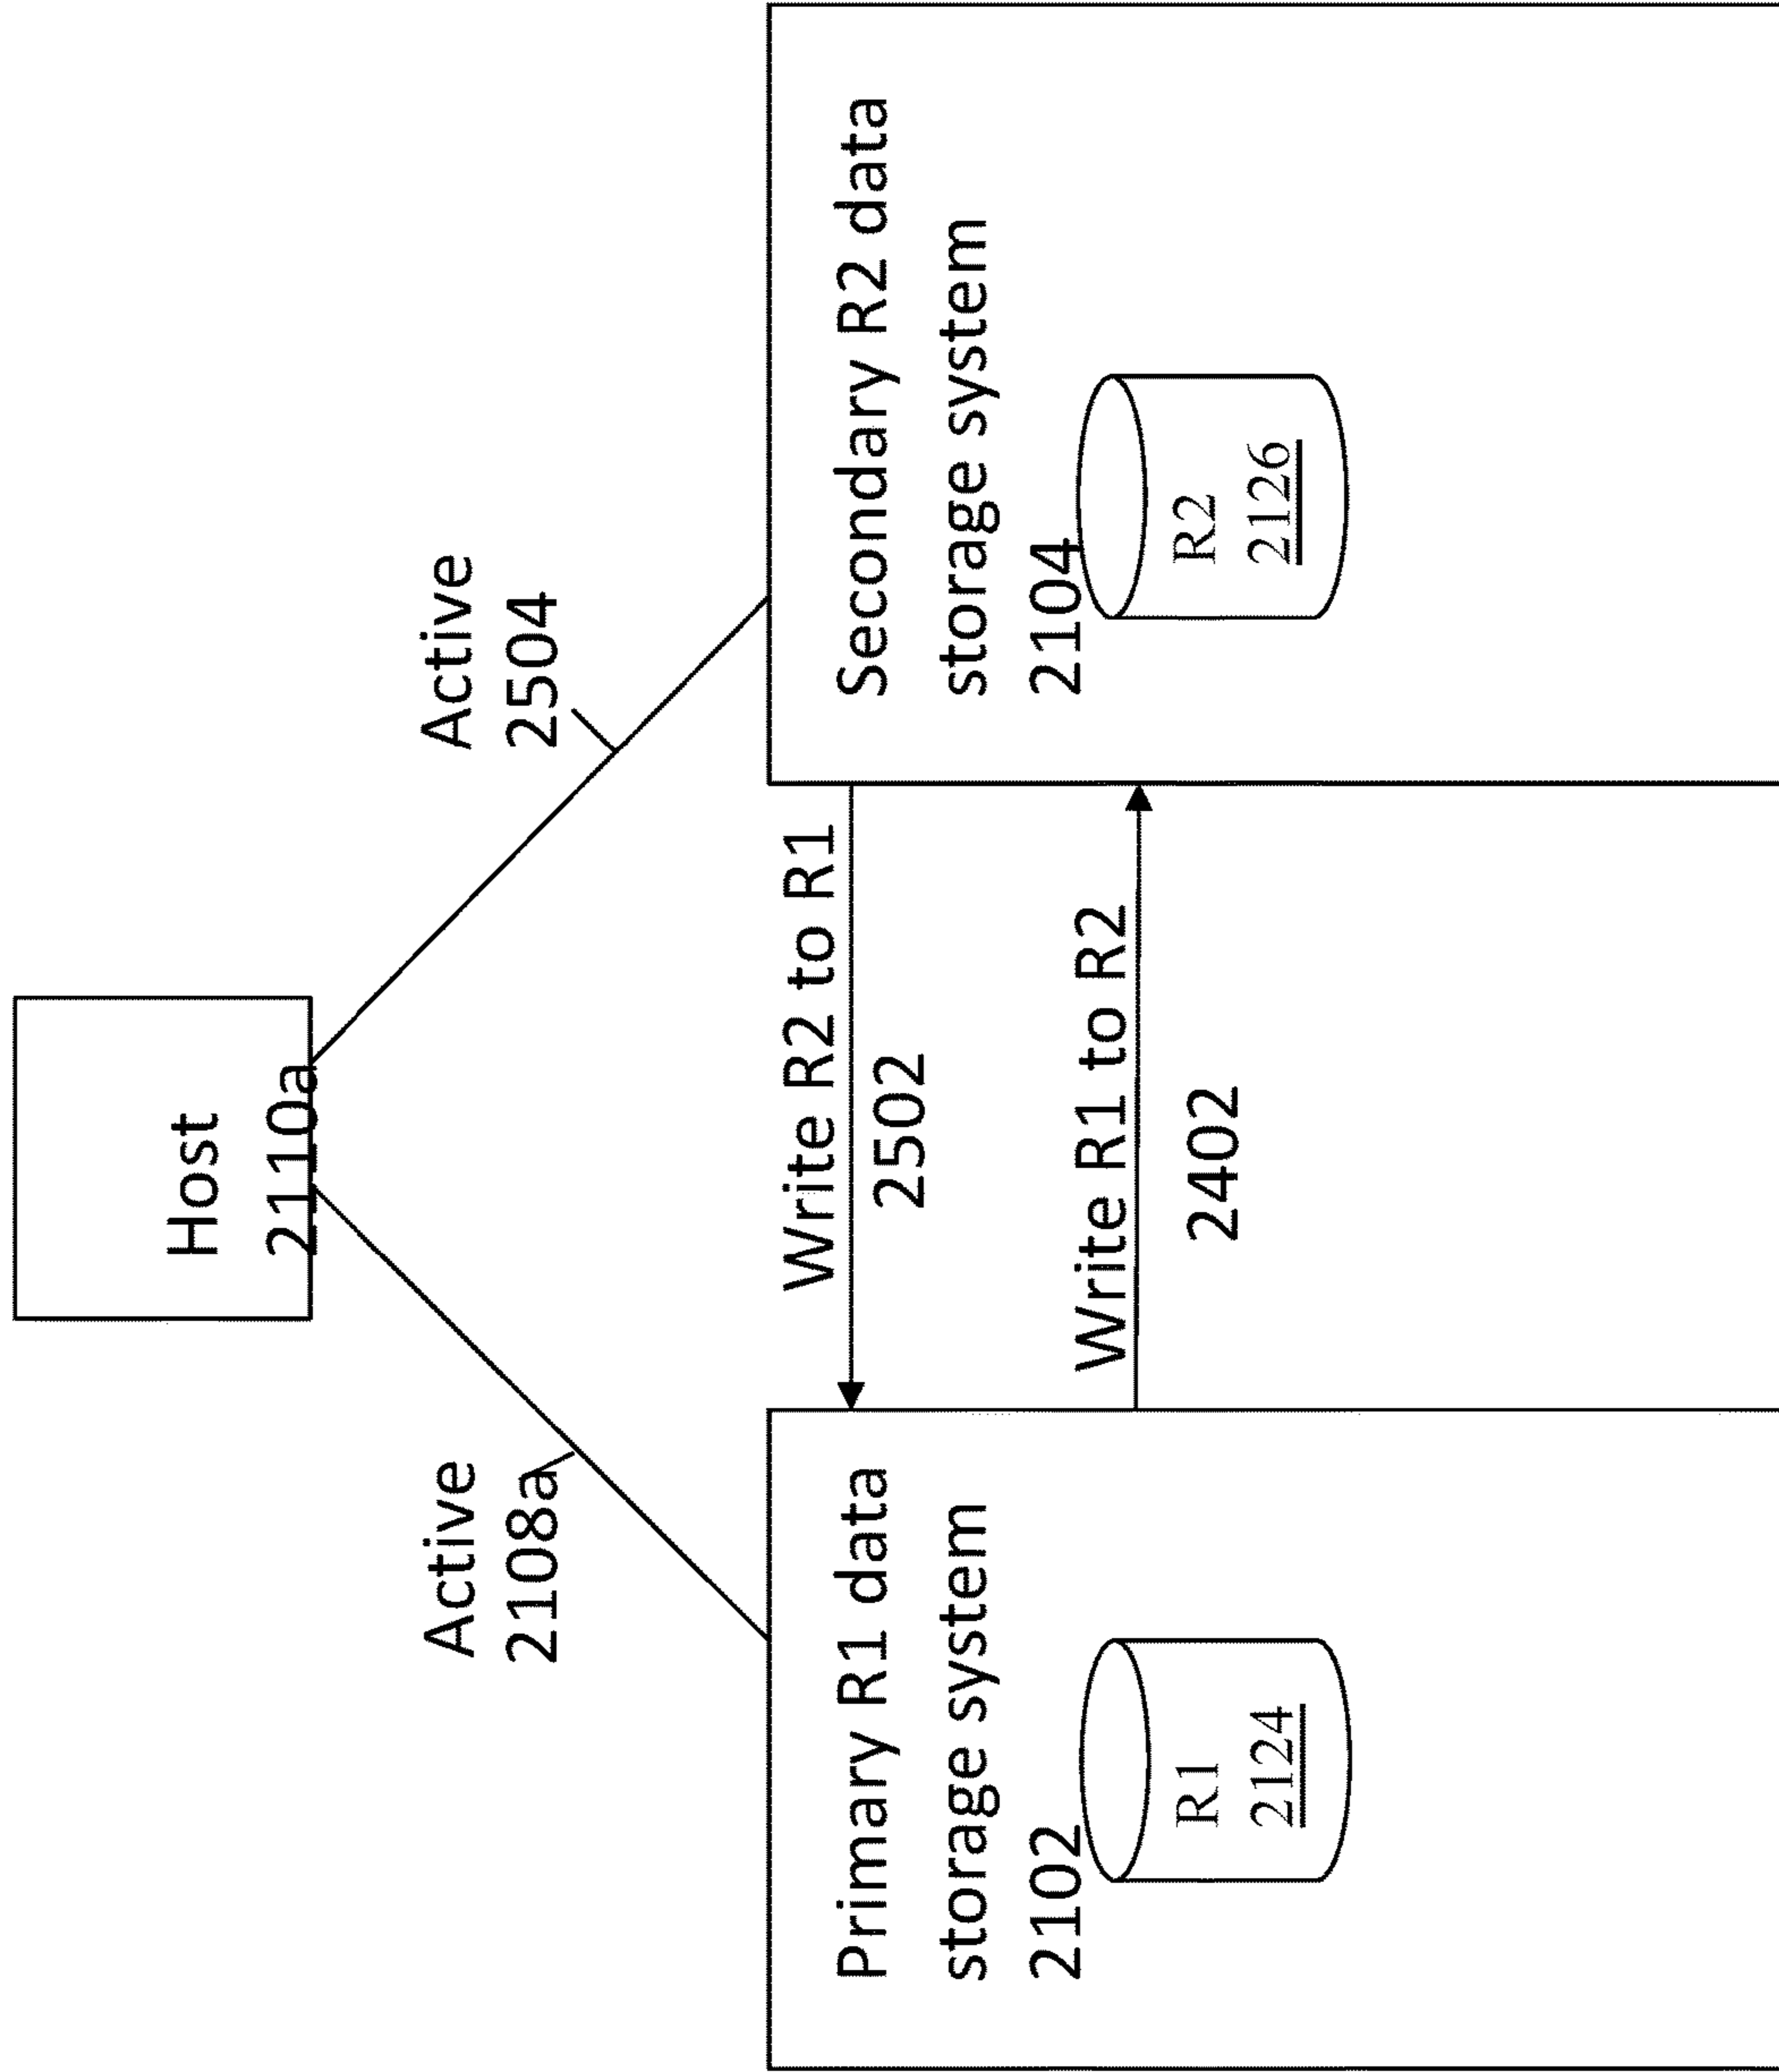 Host
2110a
Active
2108a
Active
2504
Write R2 to R1
2502
Write R1 to R2
2402
Primary R1 data
storage system
2102
R1
2124
Secondary R2 data
storage system
2104
R2
2126